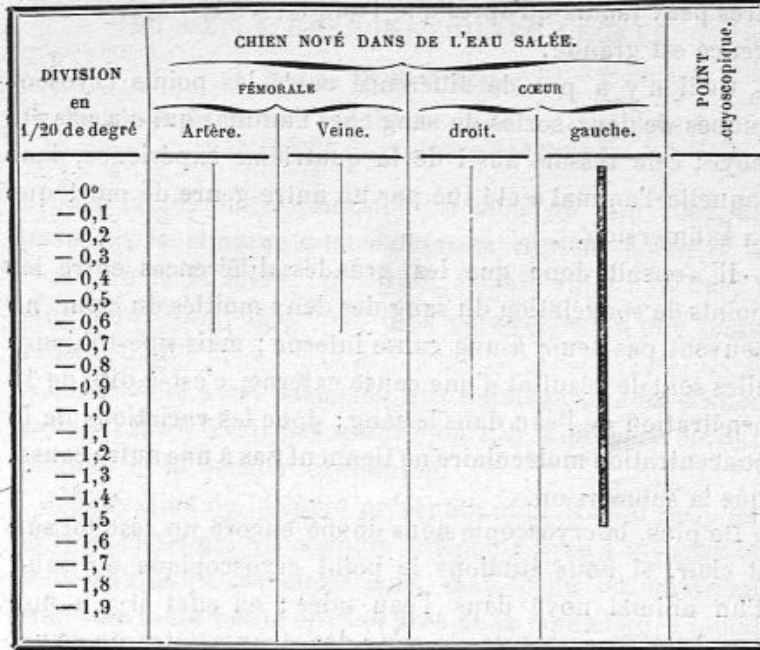 CHIEN NOYÉ DANS DE L'EAU SALÉE.
DIVISION
en
1/20 de degré
FÉMORALE
CŒUR
Artère.
Veine.
droit.
gauche.
POINT
cryoscopique.
0°
— 0,1
— 0,2
— 0,3
— 0,4
— 0,5
— 0,6
— 0,7
— 0,8
— 0,9
— 1,0
— 1,1
— 1,2
— 1,3
— 1,4
— 1,5
— 1,6
— 1,7
— 1,8
— 1,9